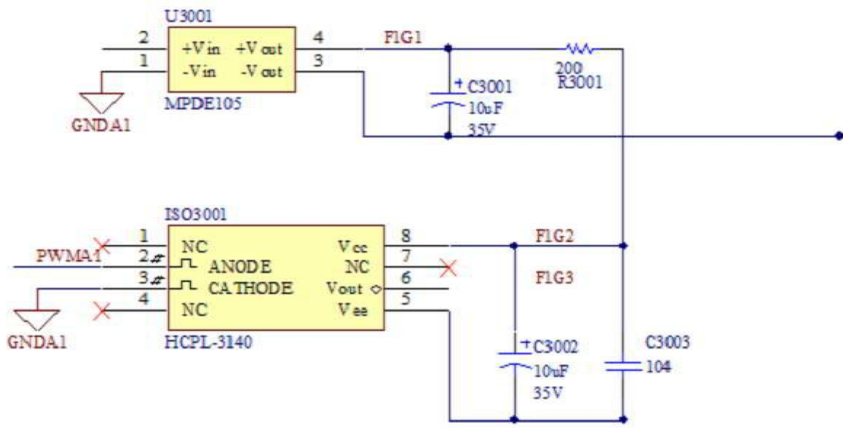 U3001
2 +Vin +Vout 4 F1G1
1 -Vin -Vout 3
MPDE105
GNDA1
C3001
10uF
35V
200
R3001
ISO3001
1 NC Vcc 8 F1G2
PWMA1 2 ANODE NC 7
F1G3
3 CATHODE Vout 6
4 NC Vee 5
GNDA1
HCPL-3140
C3002
10uF
35V
C3003
104